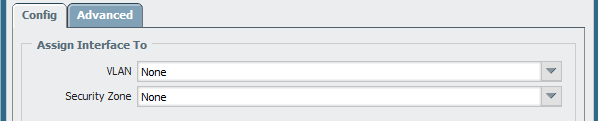 Config Advanced
Assign Interface To
VLAN None
Security Zone None